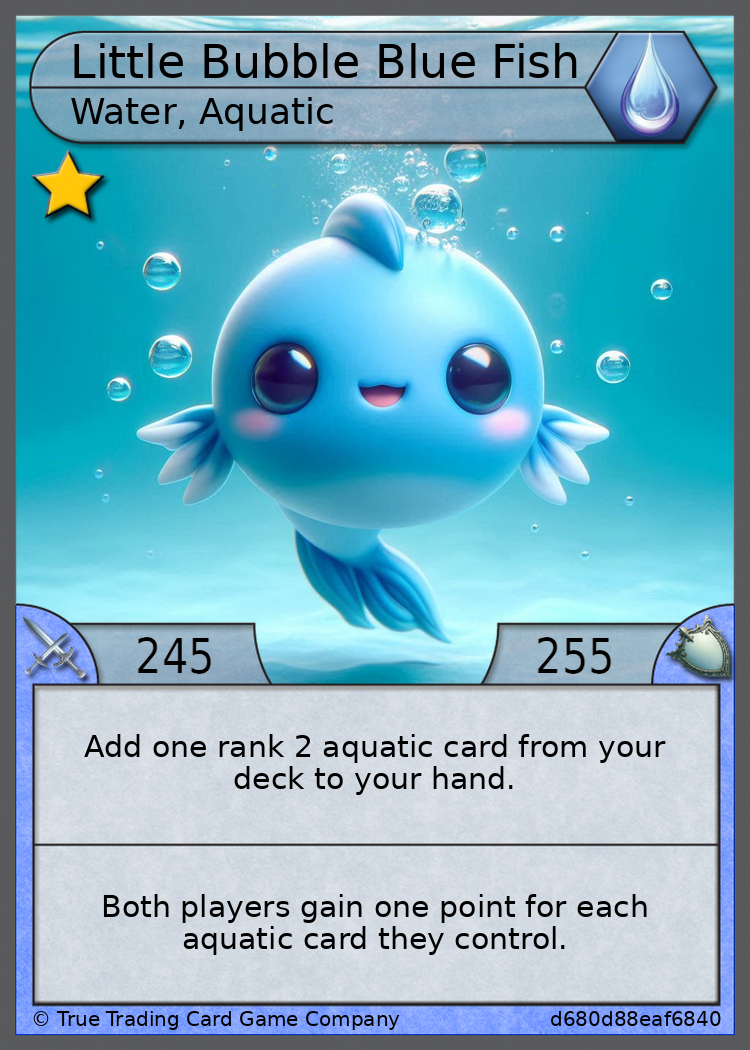 Little Bubble Blue Fish
Water, Aquatic
245
255
Add one rank 2 aquatic card from your
deck to your hand.
Both players gain one point for each
aquatic card they control.
© True Trading Card Game Company
d680d88eaf6840